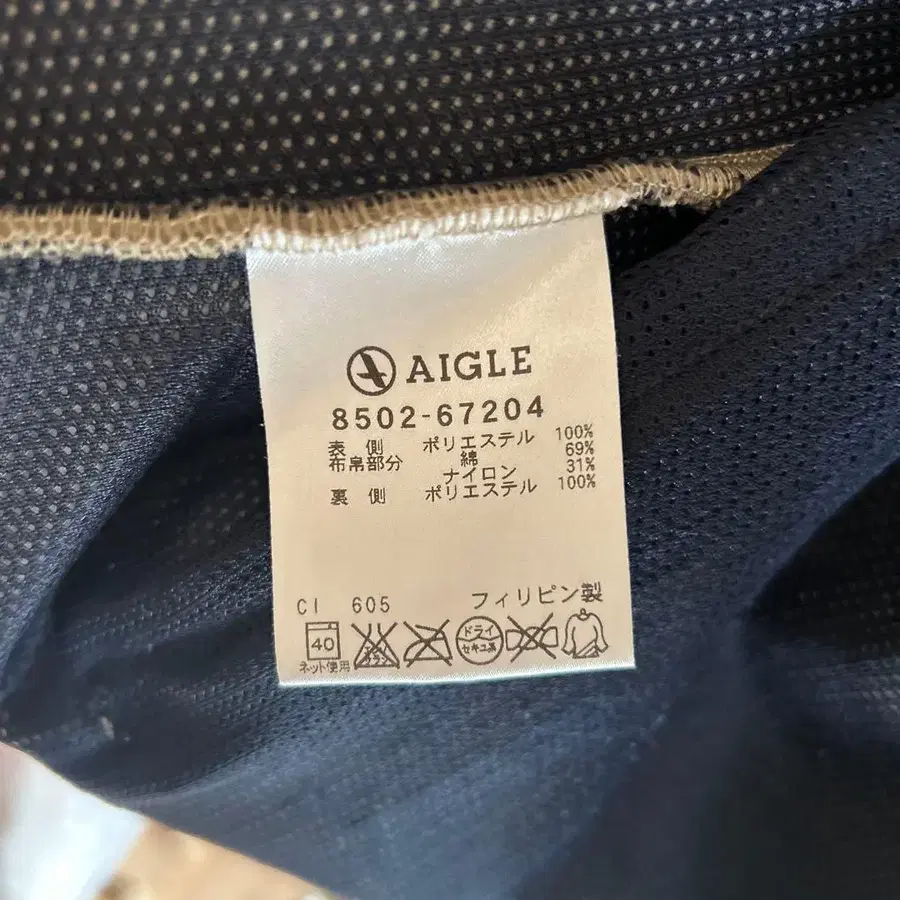 AIGLE
8502-67204
表側 ポリエステル 100%
布帛部分 綿 69%
ナイロン 31%
裏側 ポリエステル 100%
CI 605 フィリピン製
40 ドライ
セキユ系
ネット使用